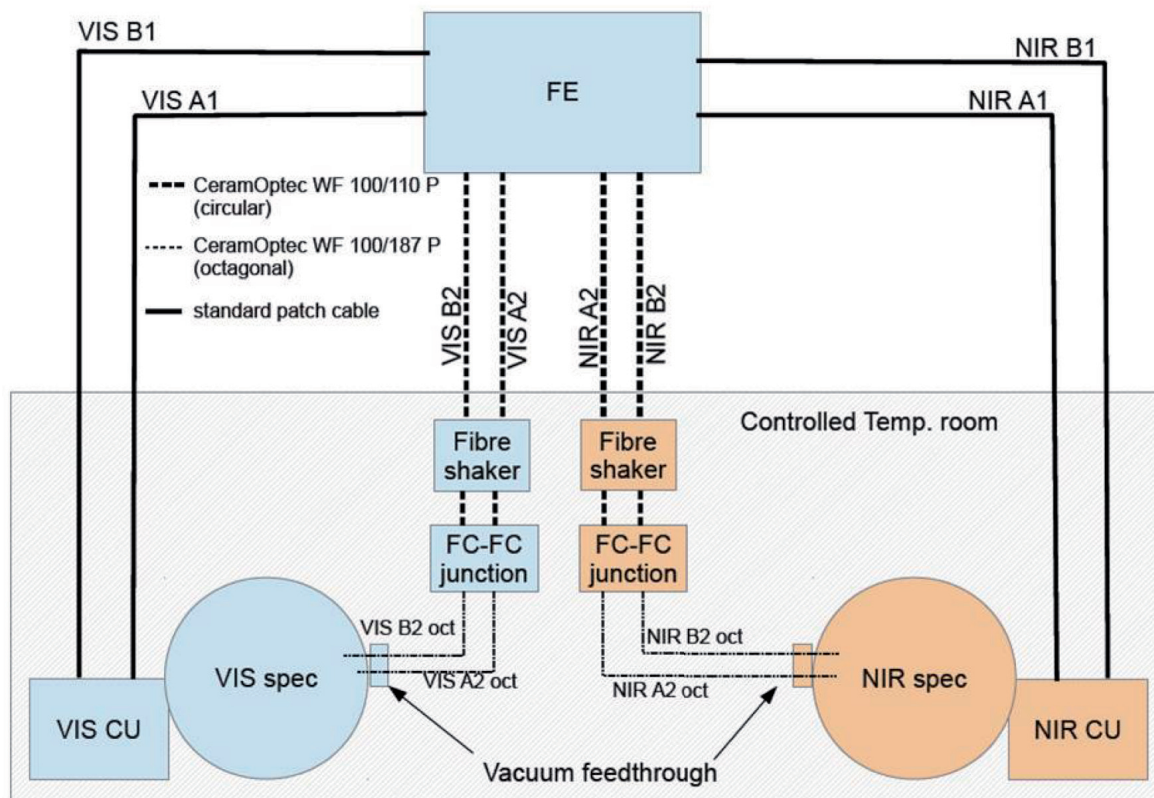 VIS B1
NIR B1
FE
VIS A1
NIR A1
CeramOptec WF 100/110 P
(circular)
CeramOptec WF 100/187 P
(octagonal)
standard patch cable
VIS B2
VIS A2
NIR A2
NIR B2
Controlled Temp. room
Fibre
shaker
Fibre
shaker
FC-FC
junction
FC-FC
junction
VIS B2 oct
NIR B2 oct
VIS spec
VIS A2 oct
NIR A2 oct
NIR spec
VIS CU
NIR CU
Vacuum feedthrough